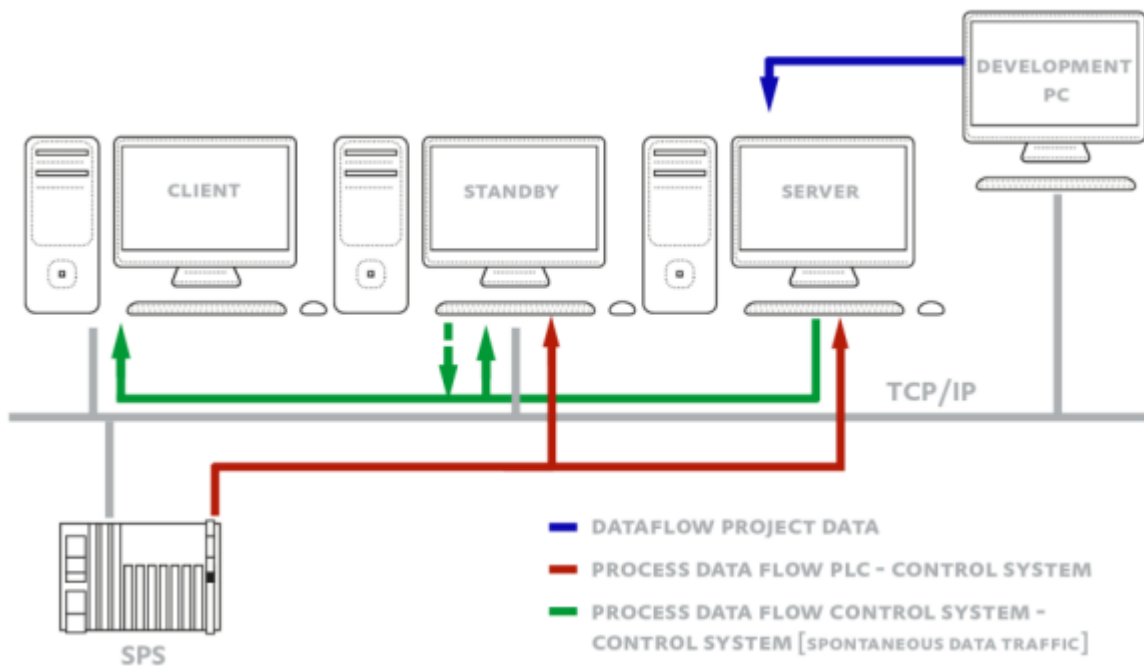 DEVELOPMENT
PC
CLIENT
STANDBY
SERVER
TCP/IP
SPS
DATAFLOW PROJECT DATA
PROCESS DATA FLOW PLC - CONTROL SYSTEM
PROCESS DATA FLOW CONTROL SYSTEM -
CONTROL SYSTEM [SPONTANEOUS DATA TRAFFIC]